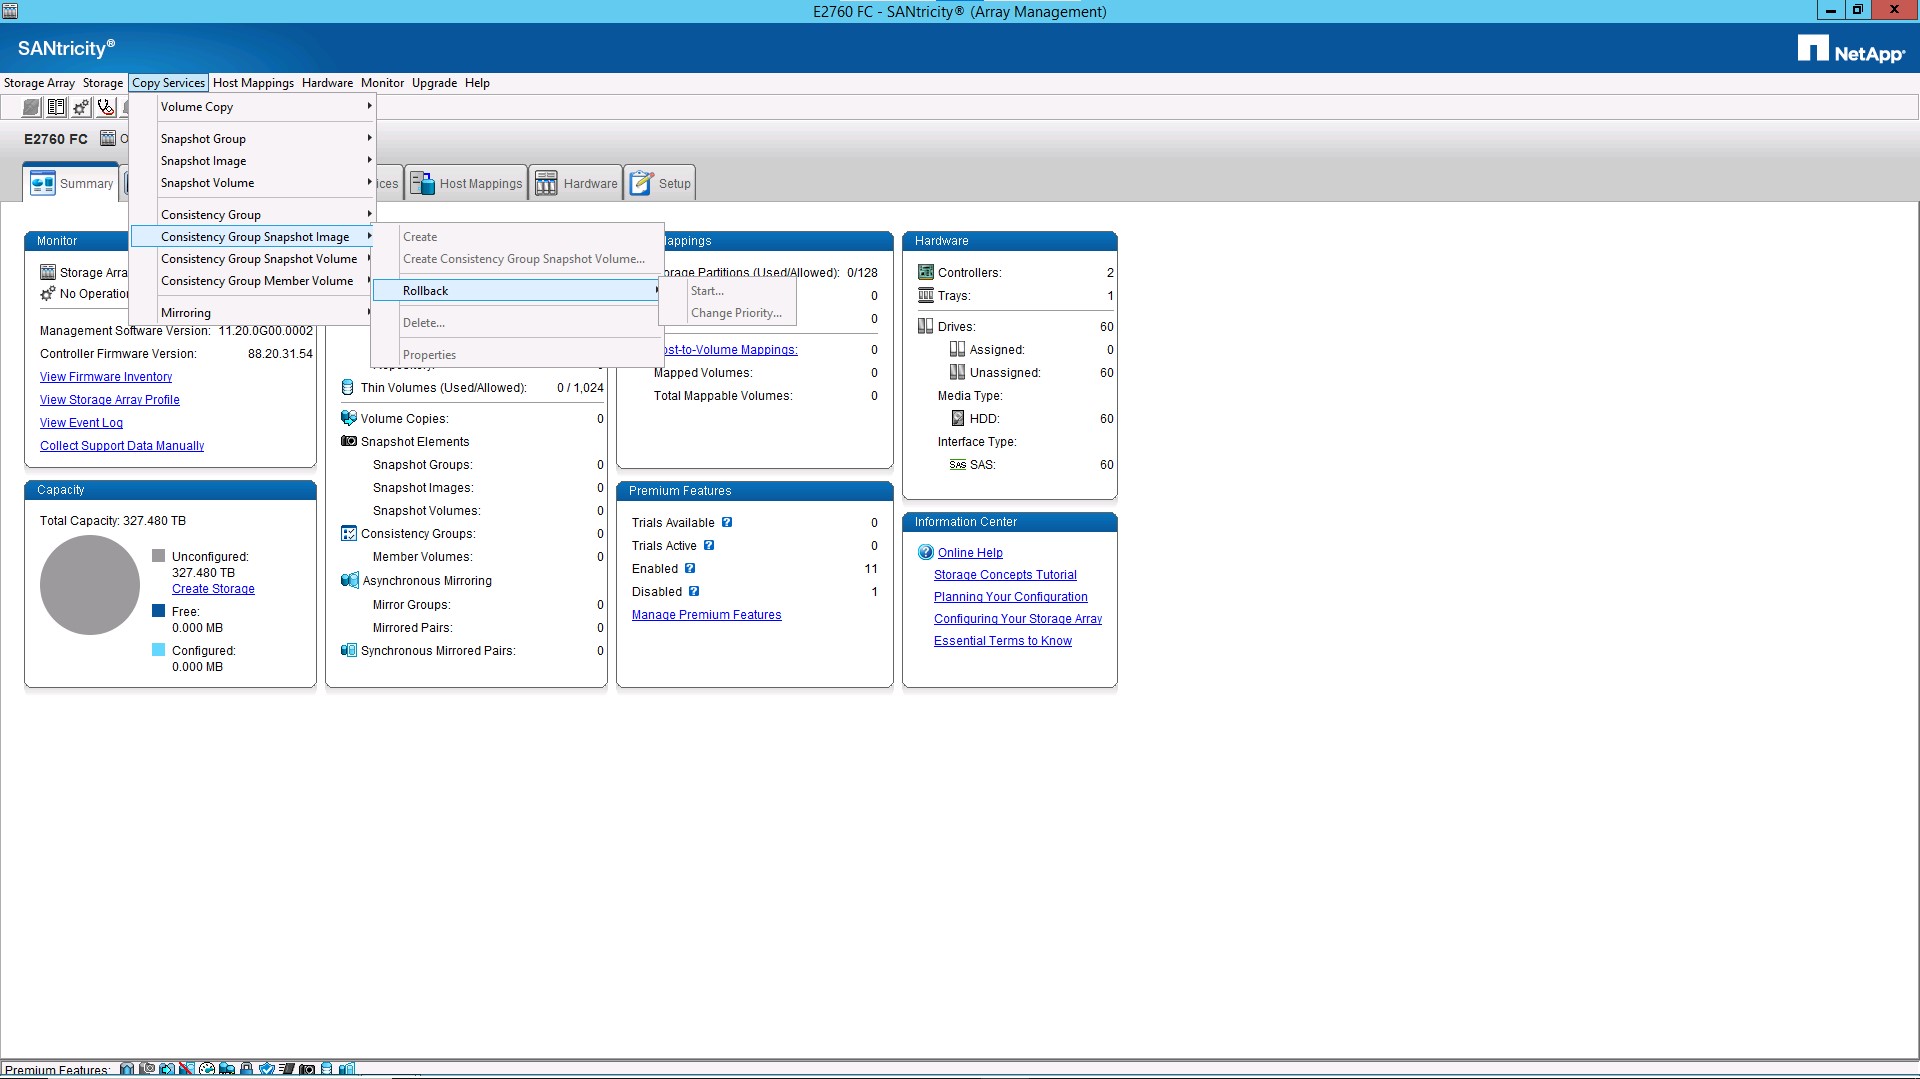 E2760 FC - SANtricity® (Array Management)
SANtricity®
NetApp®
Storage Array Storage Copy Services Host Mappings Hardware Monitor Upgrade Help
E2760 FC
Volume Copy
Snapshot Group
Snapshot Image
Snapshot Volume
Consistency Group
Consistency Group Snapshot Image
Consistency Group Snapshot Volume
Consistency Group Member Volume
Mirroring
Create
Create Consistency Group Snapshot Volume...
Rollback
Delete...
Properties
Start...
Change Priority...
Summary
Host Mappings
Hardware
Setup
Monitor
Storage Arra
No Operation
Management Software Version: 11.20.0G00.0002
Controller Firmware Version: 88.20.31.54
View Firmware Inventory
View Storage Array Profile
View Event Log
Collect Support Data Manually
Capacity
Total Capacity: 327.480 TB
Unconfigured:
327.480 TB
Create Storage
Free:
0.000 MB
Configured:
0.000 MB
Thin Volumes (Used/Allowed): 0 / 1,024
Volume Copies: 0
Snapshot Elements
Snapshot Groups: 0
Snapshot Images: 0
Snapshot Volumes: 0
Consistency Groups: 0
Member Volumes: 0
Asynchronous Mirroring
Mirror Groups: 0
Mirrored Pairs: 0
Synchronous Mirrored Pairs: 0
Mappings
orage Partitions (Used/Allowed): 0/128
0
0
ost-to-Volume Mappings: 0
Mapped Volumes: 0
Total Mappable Volumes: 0
Premium Features
Trials Available ? 0
Trials Active ? 0
Enabled ? 11
Disabled ? 1
Manage Premium Features
Hardware
Controllers: 2
Trays: 1
Drives: 60
Assigned: 0
Unassigned: 60
Media Type:
HDD: 60
Interface Type:
SAS SAS: 60
Information Center
? Online Help
Storage Concepts Tutorial
Planning Your Configuration
Configuring Your Storage Array
Essential Terms to Know
Premium Features: